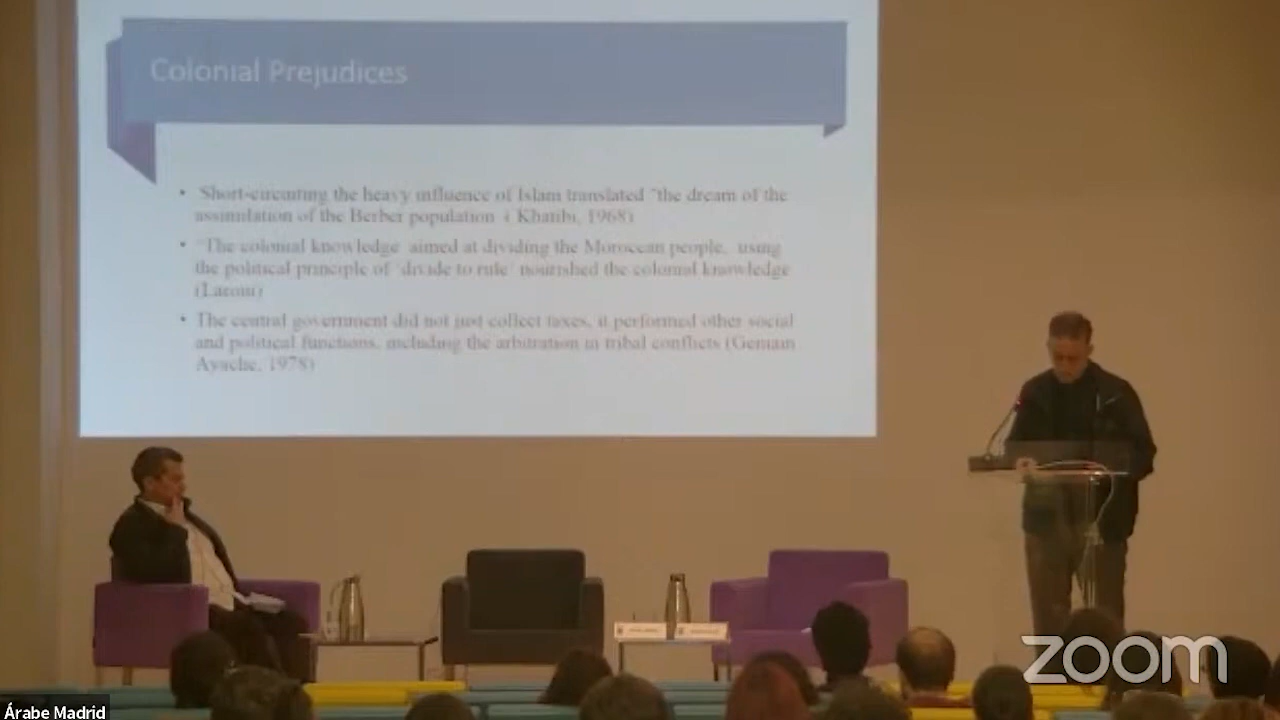 Colonial Prejudices
• Short-circuiting the heavy influence of Islam translated "the dream of the
assimilation of the Berber population ( Khatibi, 1968)
• "The colonial knowledge aimed at dividing the Moroccan people, using
the political principle of 'divide to rule' nourished the colonial knowledge
(Laroui)
• The central government did not just collect taxes, it performed other social
and political functions, including the arbitration in tribal conflicts (Germain
Ayache, 1978)
zoom
Árabe Madrid